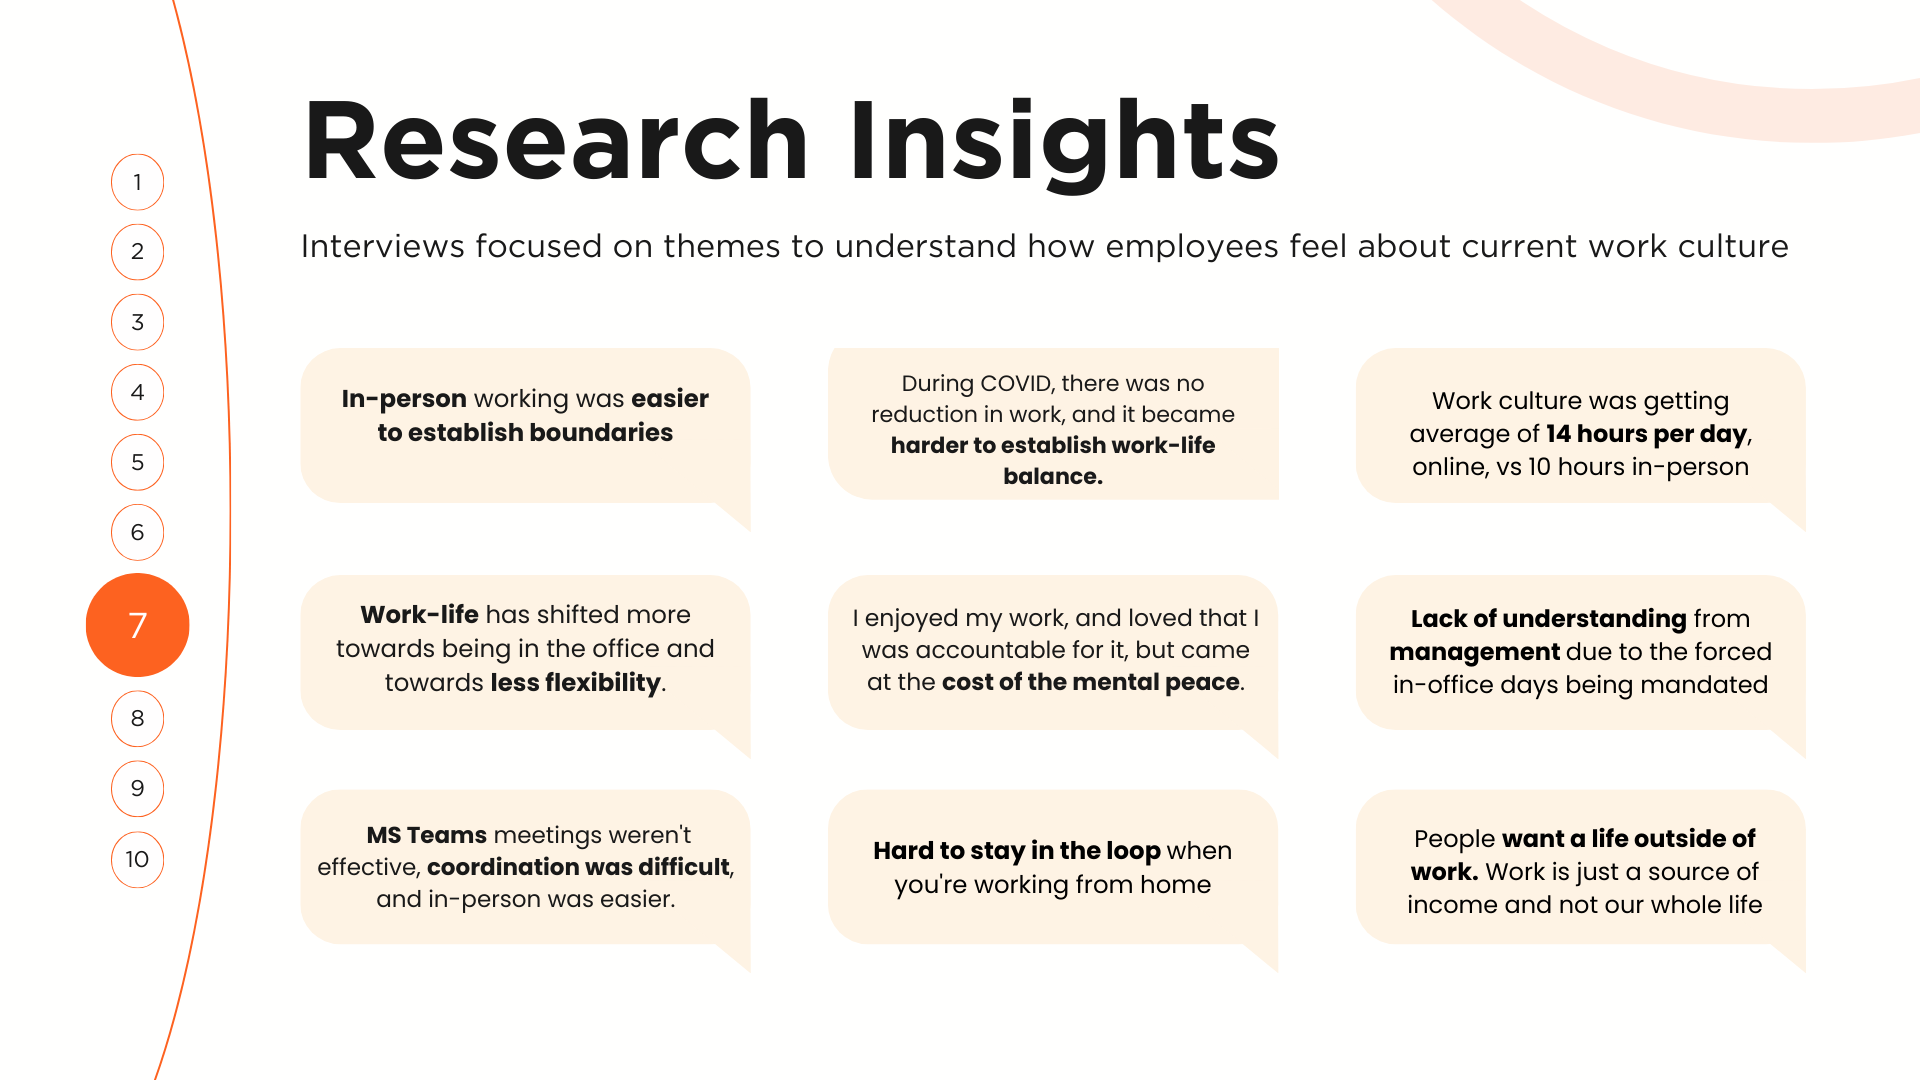 Research Insights
Interviews focused on themes to understand how employees feel about current work culture
1
2
3
4
5
6
7
8
9
10
In-person working was easier
to establish boundaries
During COVID, there was no
reduction in work, and it became
harder to establish work-life
balance.
Work culture was getting
average of 14 hours per day,
online, vs 10 hours in-person
Work-life has shifted more
towards being in the office and
towards less flexibility.
I enjoyed my work, and loved that I
was accountable for it, but came
at the cost of the mental peace.
Lack of understanding from
management due to the forced
in-office days being mandated
MS Teams meetings weren't
effective, coordination was difficult,
and in-person was easier.
Hard to stay in the loop when
you're working from home
People want a life outside of
work. Work is just a source of
income and not our whole life